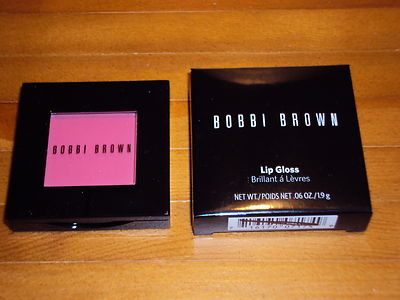 BOBBI BROWN
BOBBI BROWN
Lip Gloss
Brillant á Lèvres
NET WT./POIDS NET .06 OZ./1.9 g